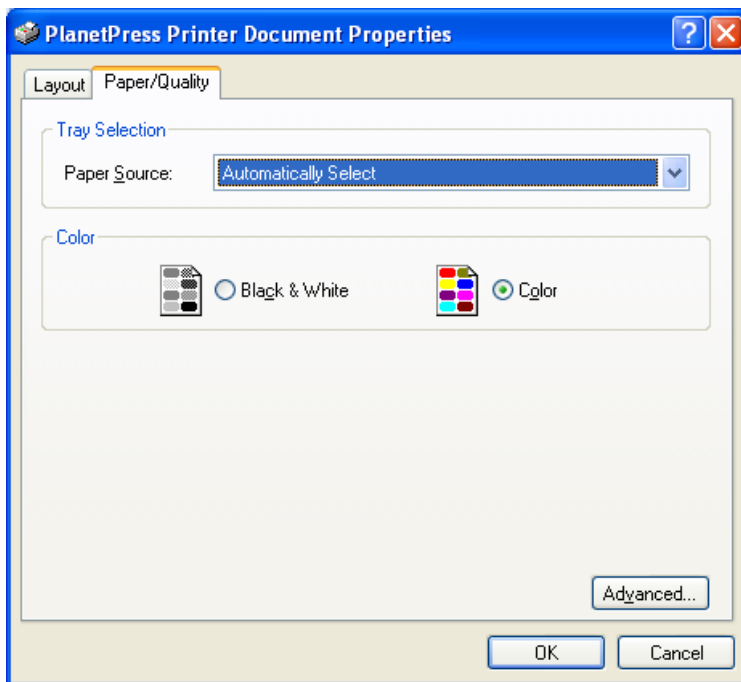 PlanetPress Printer Document Properties
Layout Paper/Quality
Tray Selection
Paper Source: Automatically Select
Color
Black & White Color
Advanced...
OK Cancel